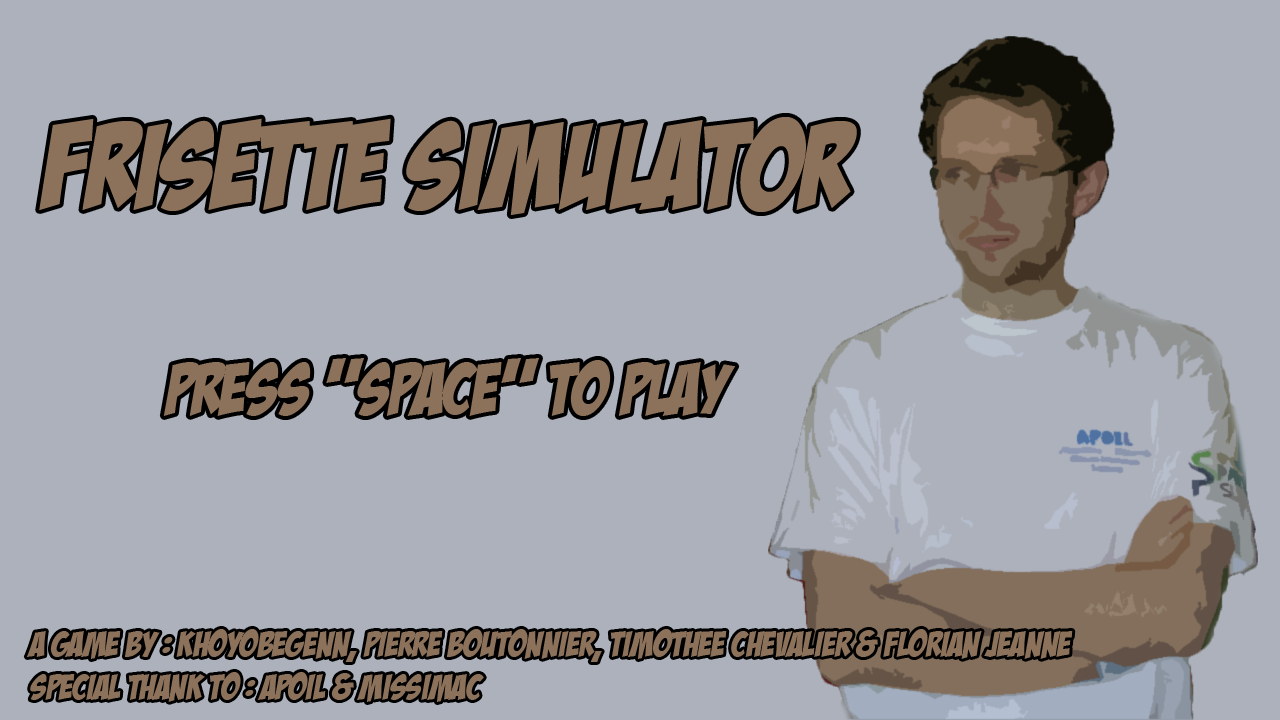 FRISETTE SIMULATOR
PRESS "SPACE" TO PLAY
APOIL
A GAME BY : KHOYOBEGENN, PIERRE BOUTONNIER, TIMOTHEE CHEVALIER & FLORIAN JEANNE
SPECIAL THANK TO : APOIL & MISSIMAC